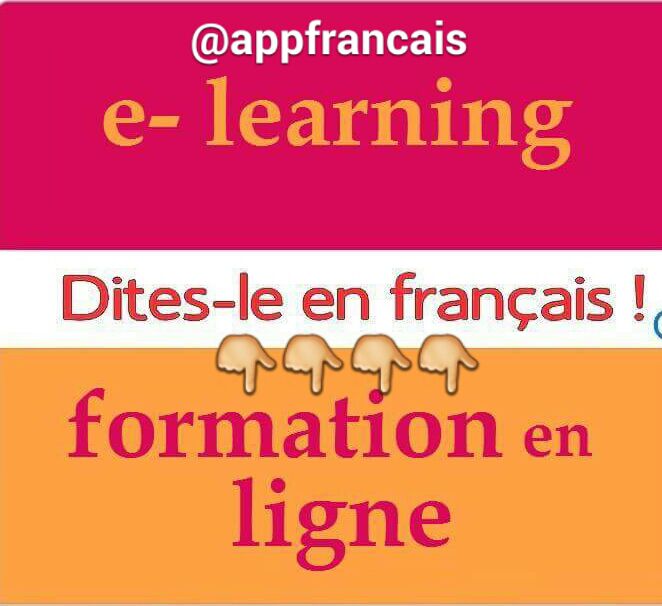 @appfrancais
e- learning
Dites-le en français !
formation en
ligne